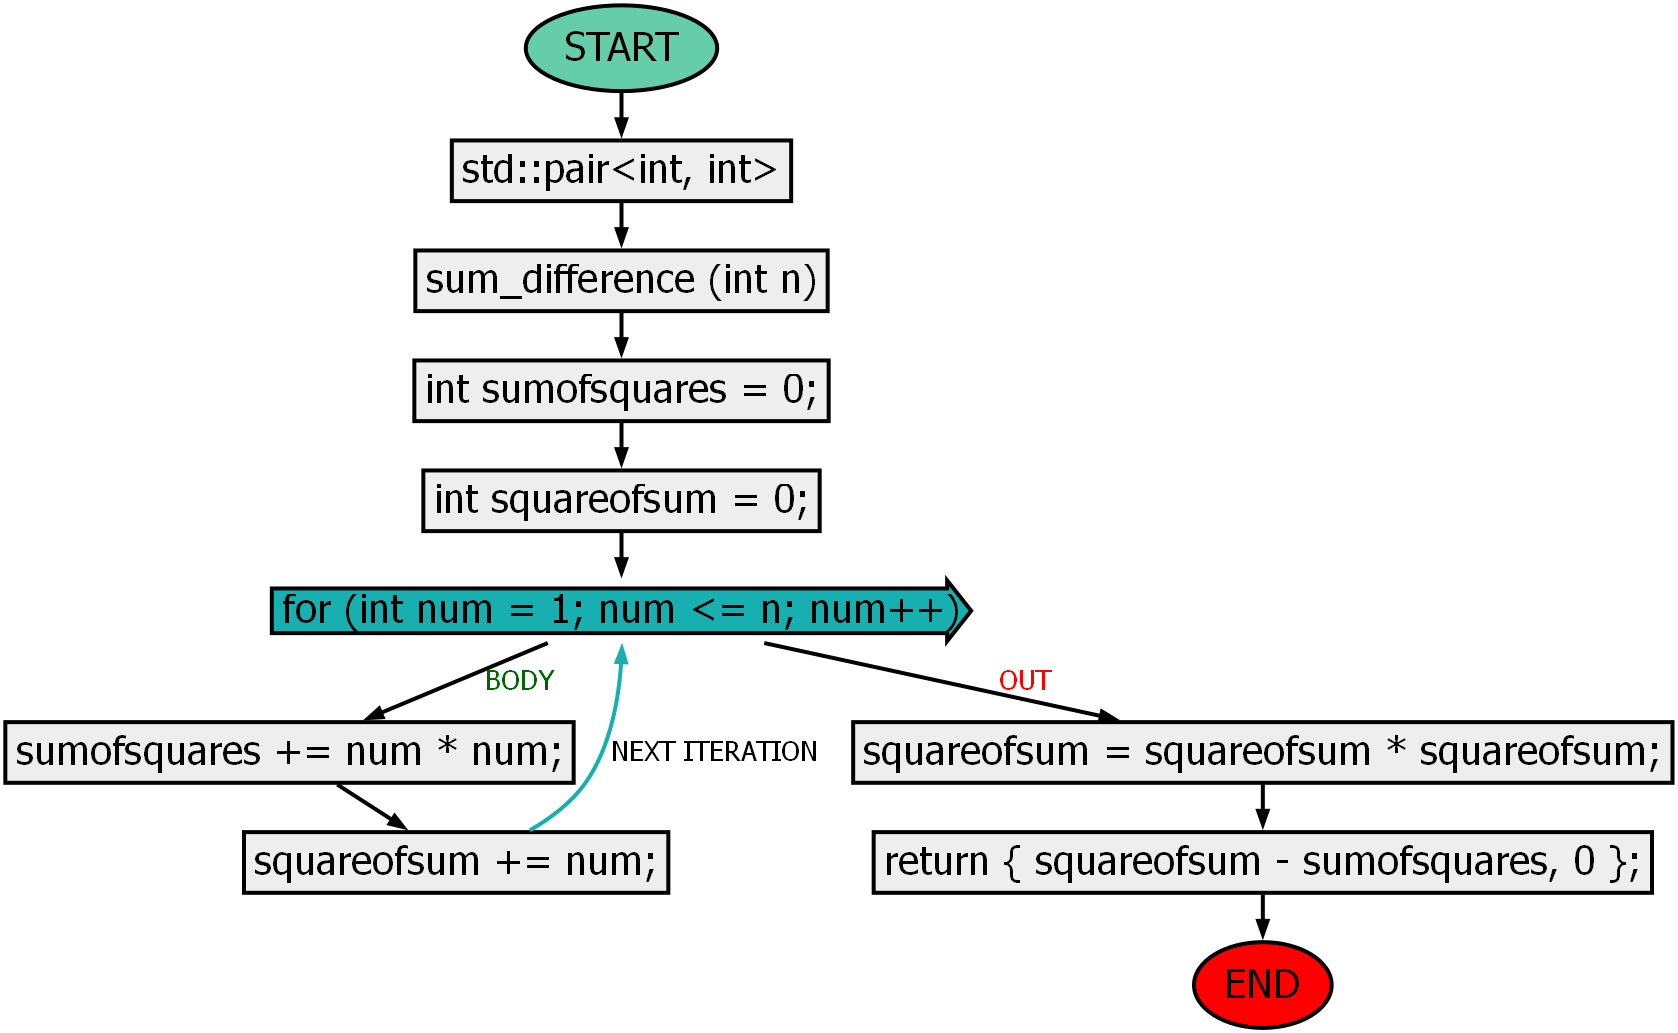 START
std::pair<int, int>
sum_difference (int n)
int sumofsquares = 0;
int squareofsum = 0;
for (int num = 1; num <= n; num++)
BODY
OUT
sumofsquares += num * num;
NEXT ITERATION
squareofsum = squareofsum * squareofsum;
squareofsum += num;
return { squareofsum - sumofsquares, 0 };
END